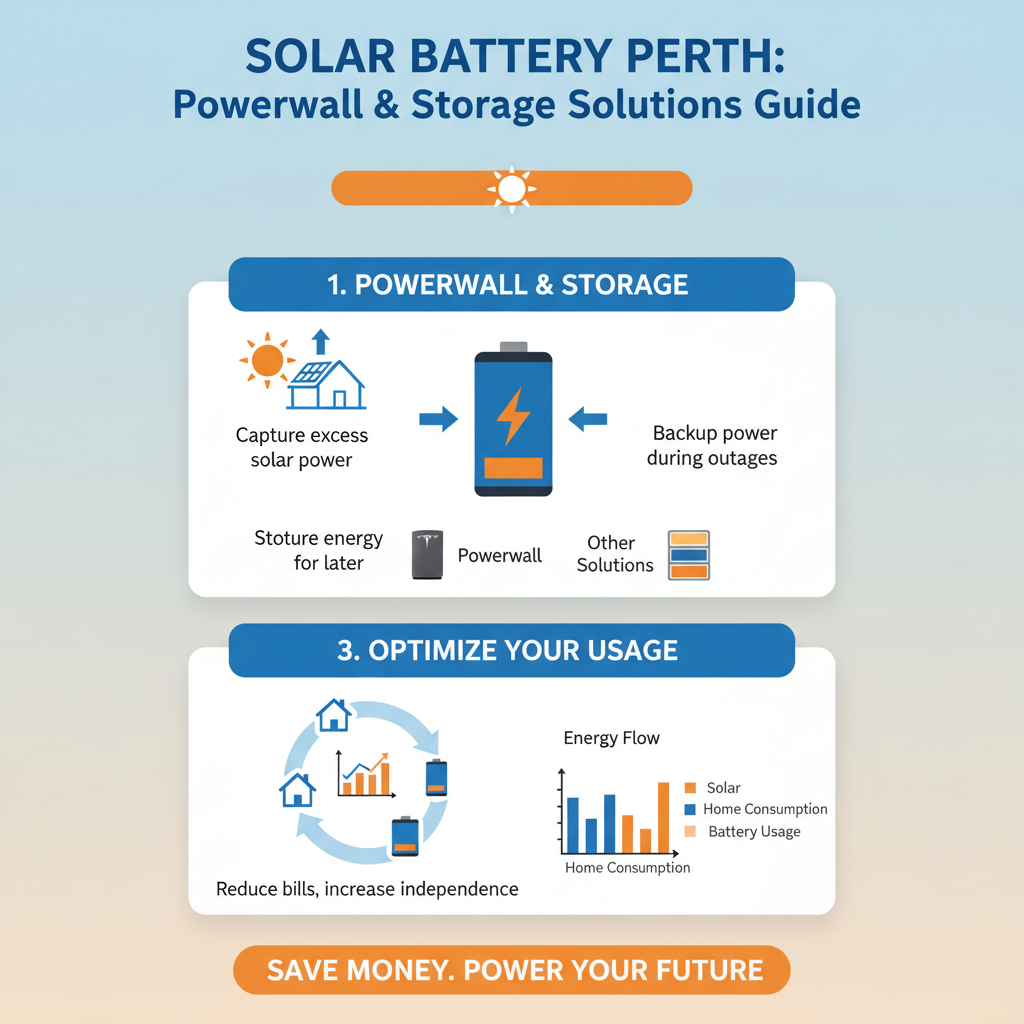 SOLAR BATTERY PERTH:
Powerwall & Storage Solutions Guide
1. POWERWALL & STORAGE
Capture excess
solar power
Backup power
during outages
Stoture energy
for later
Powerwall
Other
Solutions
3. OPTIMIZE YOUR USAGE
Reduce bills, increase independence
Energy Flow
Solar
Home Consumption
Battery Usage
Home Consumption
SAVE MONEY. POWER YOUR FUTURE